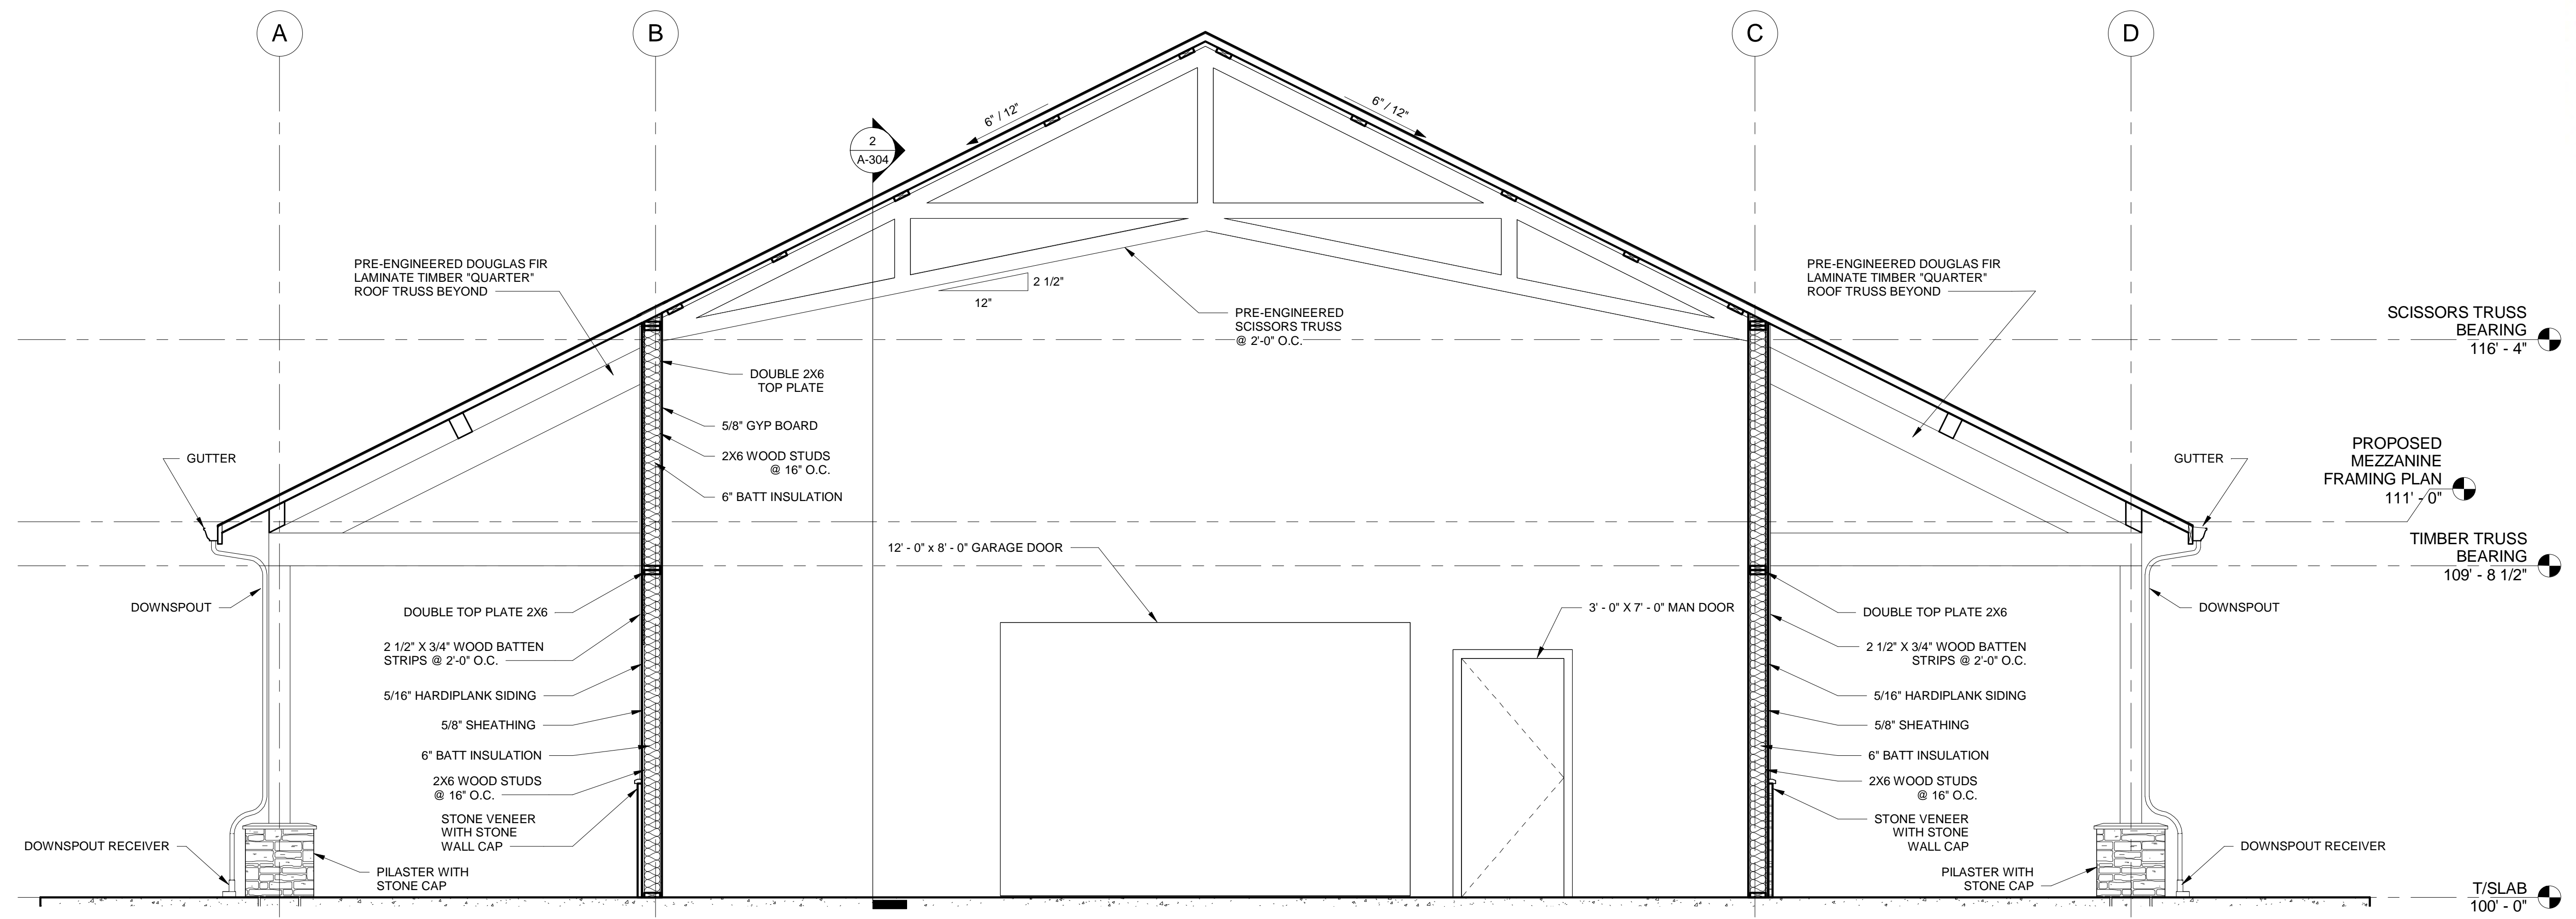 A
B
C
D
6" / 12"
6" / 12"
2
A-304
PRE-ENGINEERED DOUGLAS FIR
LAMINATE TIMBER "QUARTER"
ROOF TRUSS BEYOND
2 1/2"
12"
PRE-ENGINEERED
SCISSORS TRUSS
@ 2'-0" O.C.
PRE-ENGINEERED DOUGLAS FIR
LAMINATE TIMBER "QUARTER"
ROOF TRUSS BEYOND
SCISSORS TRUSS
BEARING
116' - 4"
DOUBLE 2X6
TOP PLATE
5/8" GYP BOARD
2X6 WOOD STUDS
@ 16" O.C.
6" BATT INSULATION
GUTTER
GUTTER
PROPOSED
MEZZANINE
FRAMING PLAN
111' - 0"
12' - 0" x 8' - 0" GARAGE DOOR
TIMBER TRUSS
BEARING
109' - 8 1/2"
DOWNSPOUT
DOUBLE TOP PLATE 2X6
2 1/2" X 3/4" WOOD BATTEN
STRIPS @ 2'-0" O.C.
5/16" HARDIPLANK SIDING
5/8" SHEATHING
6" BATT INSULATION
2X6 WOOD STUDS
@ 16" O.C.
STONE VENEER
WITH STONE
WALL CAP
3' - 0" X 7' - 0" MAN DOOR
DOUBLE TOP PLATE 2X6
2 1/2" X 3/4" WOOD BATTEN
STRIPS @ 2'-0" O.C.
5/16" HARDIPLANK SIDING
5/8" SHEATHING
6" BATT INSULATION
2X6 WOOD STUDS
@ 16" O.C.
STONE VENEER
WITH STONE
WALL CAP
DOWNSPOUT
DOWNSPOUT RECEIVER
PILASTER WITH
STONE CAP
PILASTER WITH
STONE CAP
DOWNSPOUT RECEIVER
T/SLAB
100' - 0"